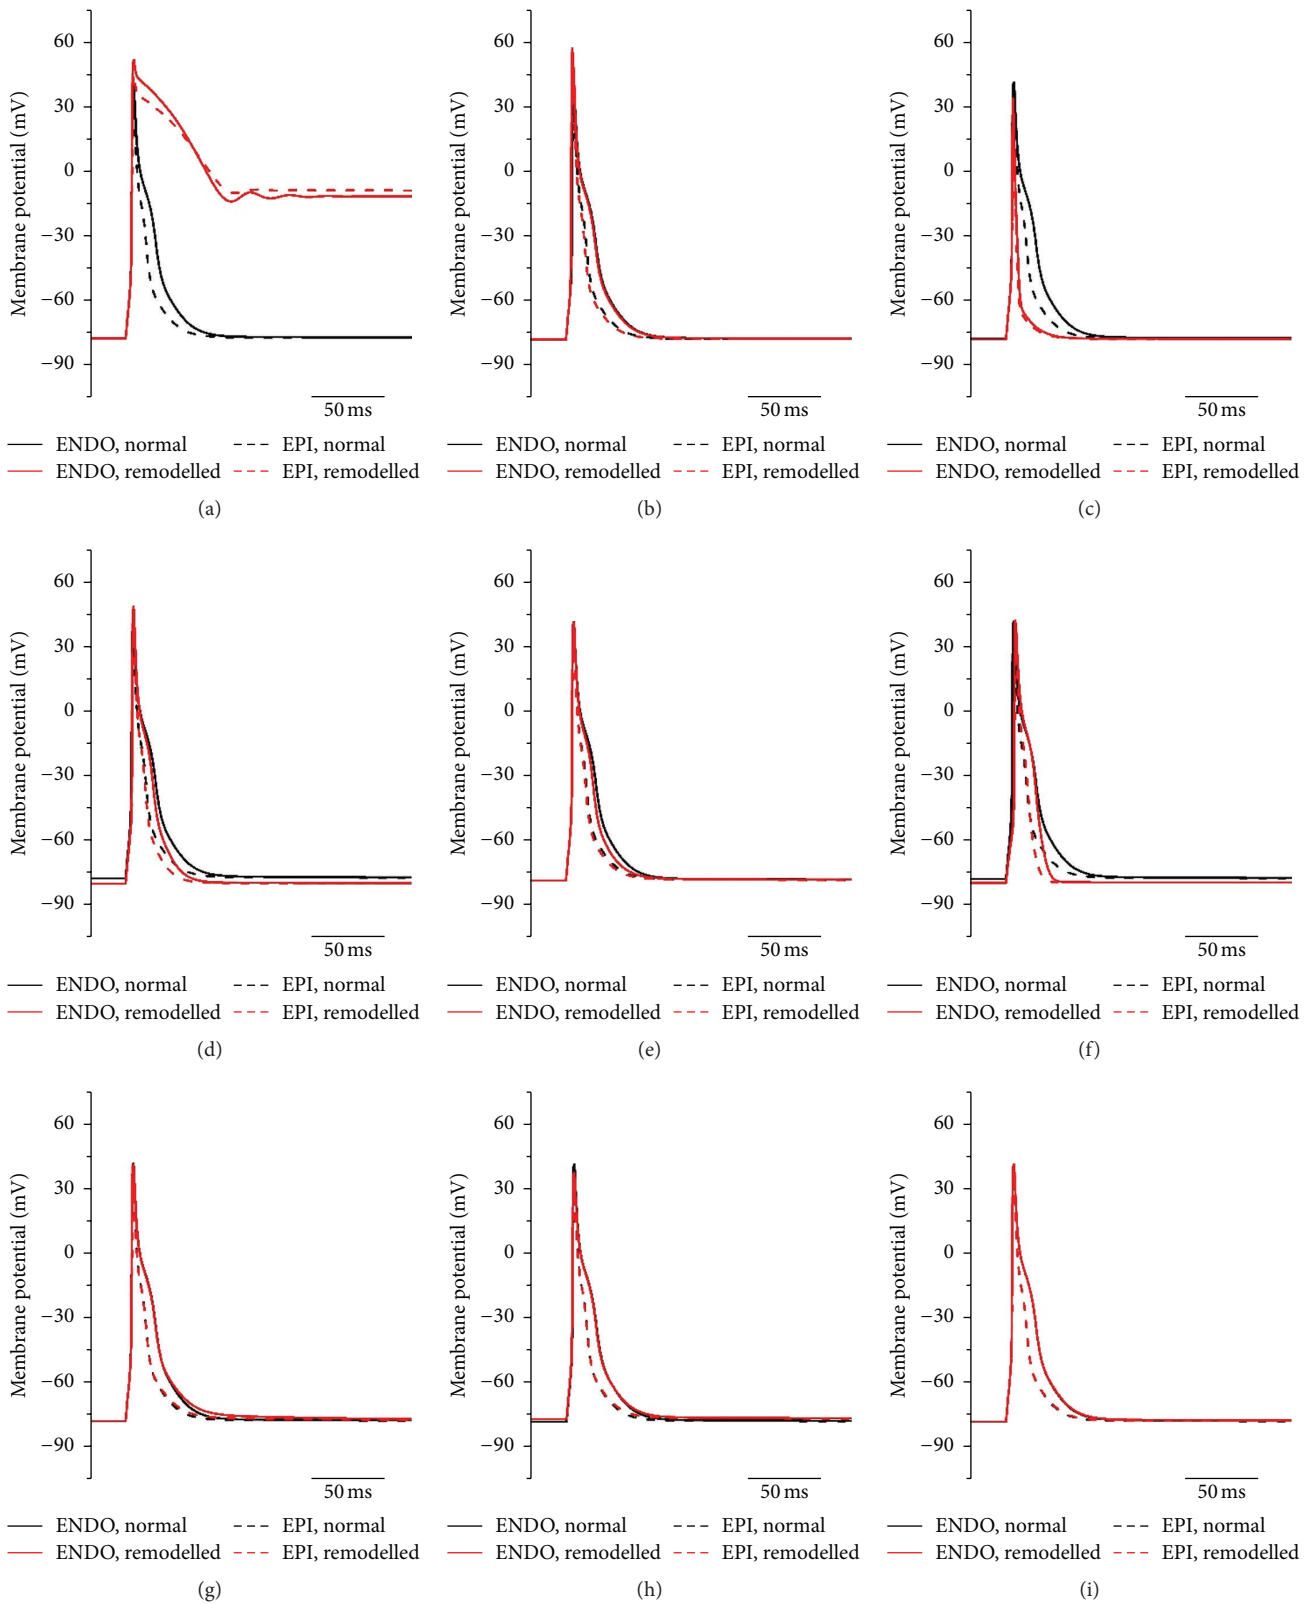 60
30
0
−30
−60
−90
Membrane potential (mV)
50 ms
ENDO, normal
EPI, normal
ENDO, remodelled
EPI, remodelled
(a)
60
30
0
−30
−60
−90
Membrane potential (mV)
50 ms
ENDO, normal
EPI, normal
ENDO, remodelled
EPI, remodelled
(b)
60
30
0
−30
−60
−90
Membrane potential (mV)
50 ms
ENDO, normal
EPI, normal
ENDO, remodelled
EPI, remodelled
(c)
60
30
0
−30
−60
−90
Membrane potential (mV)
50 ms
ENDO, normal
EPI, normal
ENDO, remodelled
EPI, remodelled
(d)
60
30
0
−30
−60
−90
Membrane potential (mV)
50 ms
ENDO, normal
EPI, normal
ENDO, remodelled
EPI, remodelled
(e)
60
30
0
−30
−60
−90
Membrane potential (mV)
50 ms
ENDO, normal
EPI, normal
ENDO, remodelled
EPI, remodelled
(f)
60
30
0
−30
−60
−90
Membrane potential (mV)
50 ms
ENDO, normal
EPI, normal
ENDO, remodelled
EPI, remodelled
(g)
60
30
0
−30
−60
−90
Membrane potential (mV)
50 ms
ENDO, normal
EPI, normal
ENDO, remodelled
EPI, remodelled
(h)
60
30
0
−30
−60
−90
Membrane potential (mV)
50 ms
ENDO, normal
EPI, normal
ENDO, remodelled
EPI, remodelled
(i)